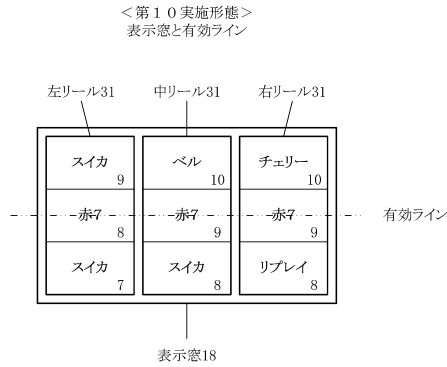 ＜第１０実施形態＞
表示窓と有効ライン
左リール31 中リール31 右リール31
スイカ ベル チェリー
9 10 10
赤7 赤7 赤7 有効ライン
8 9 9
スイカ スイカ リプレイ
7 8 8
表示窓18